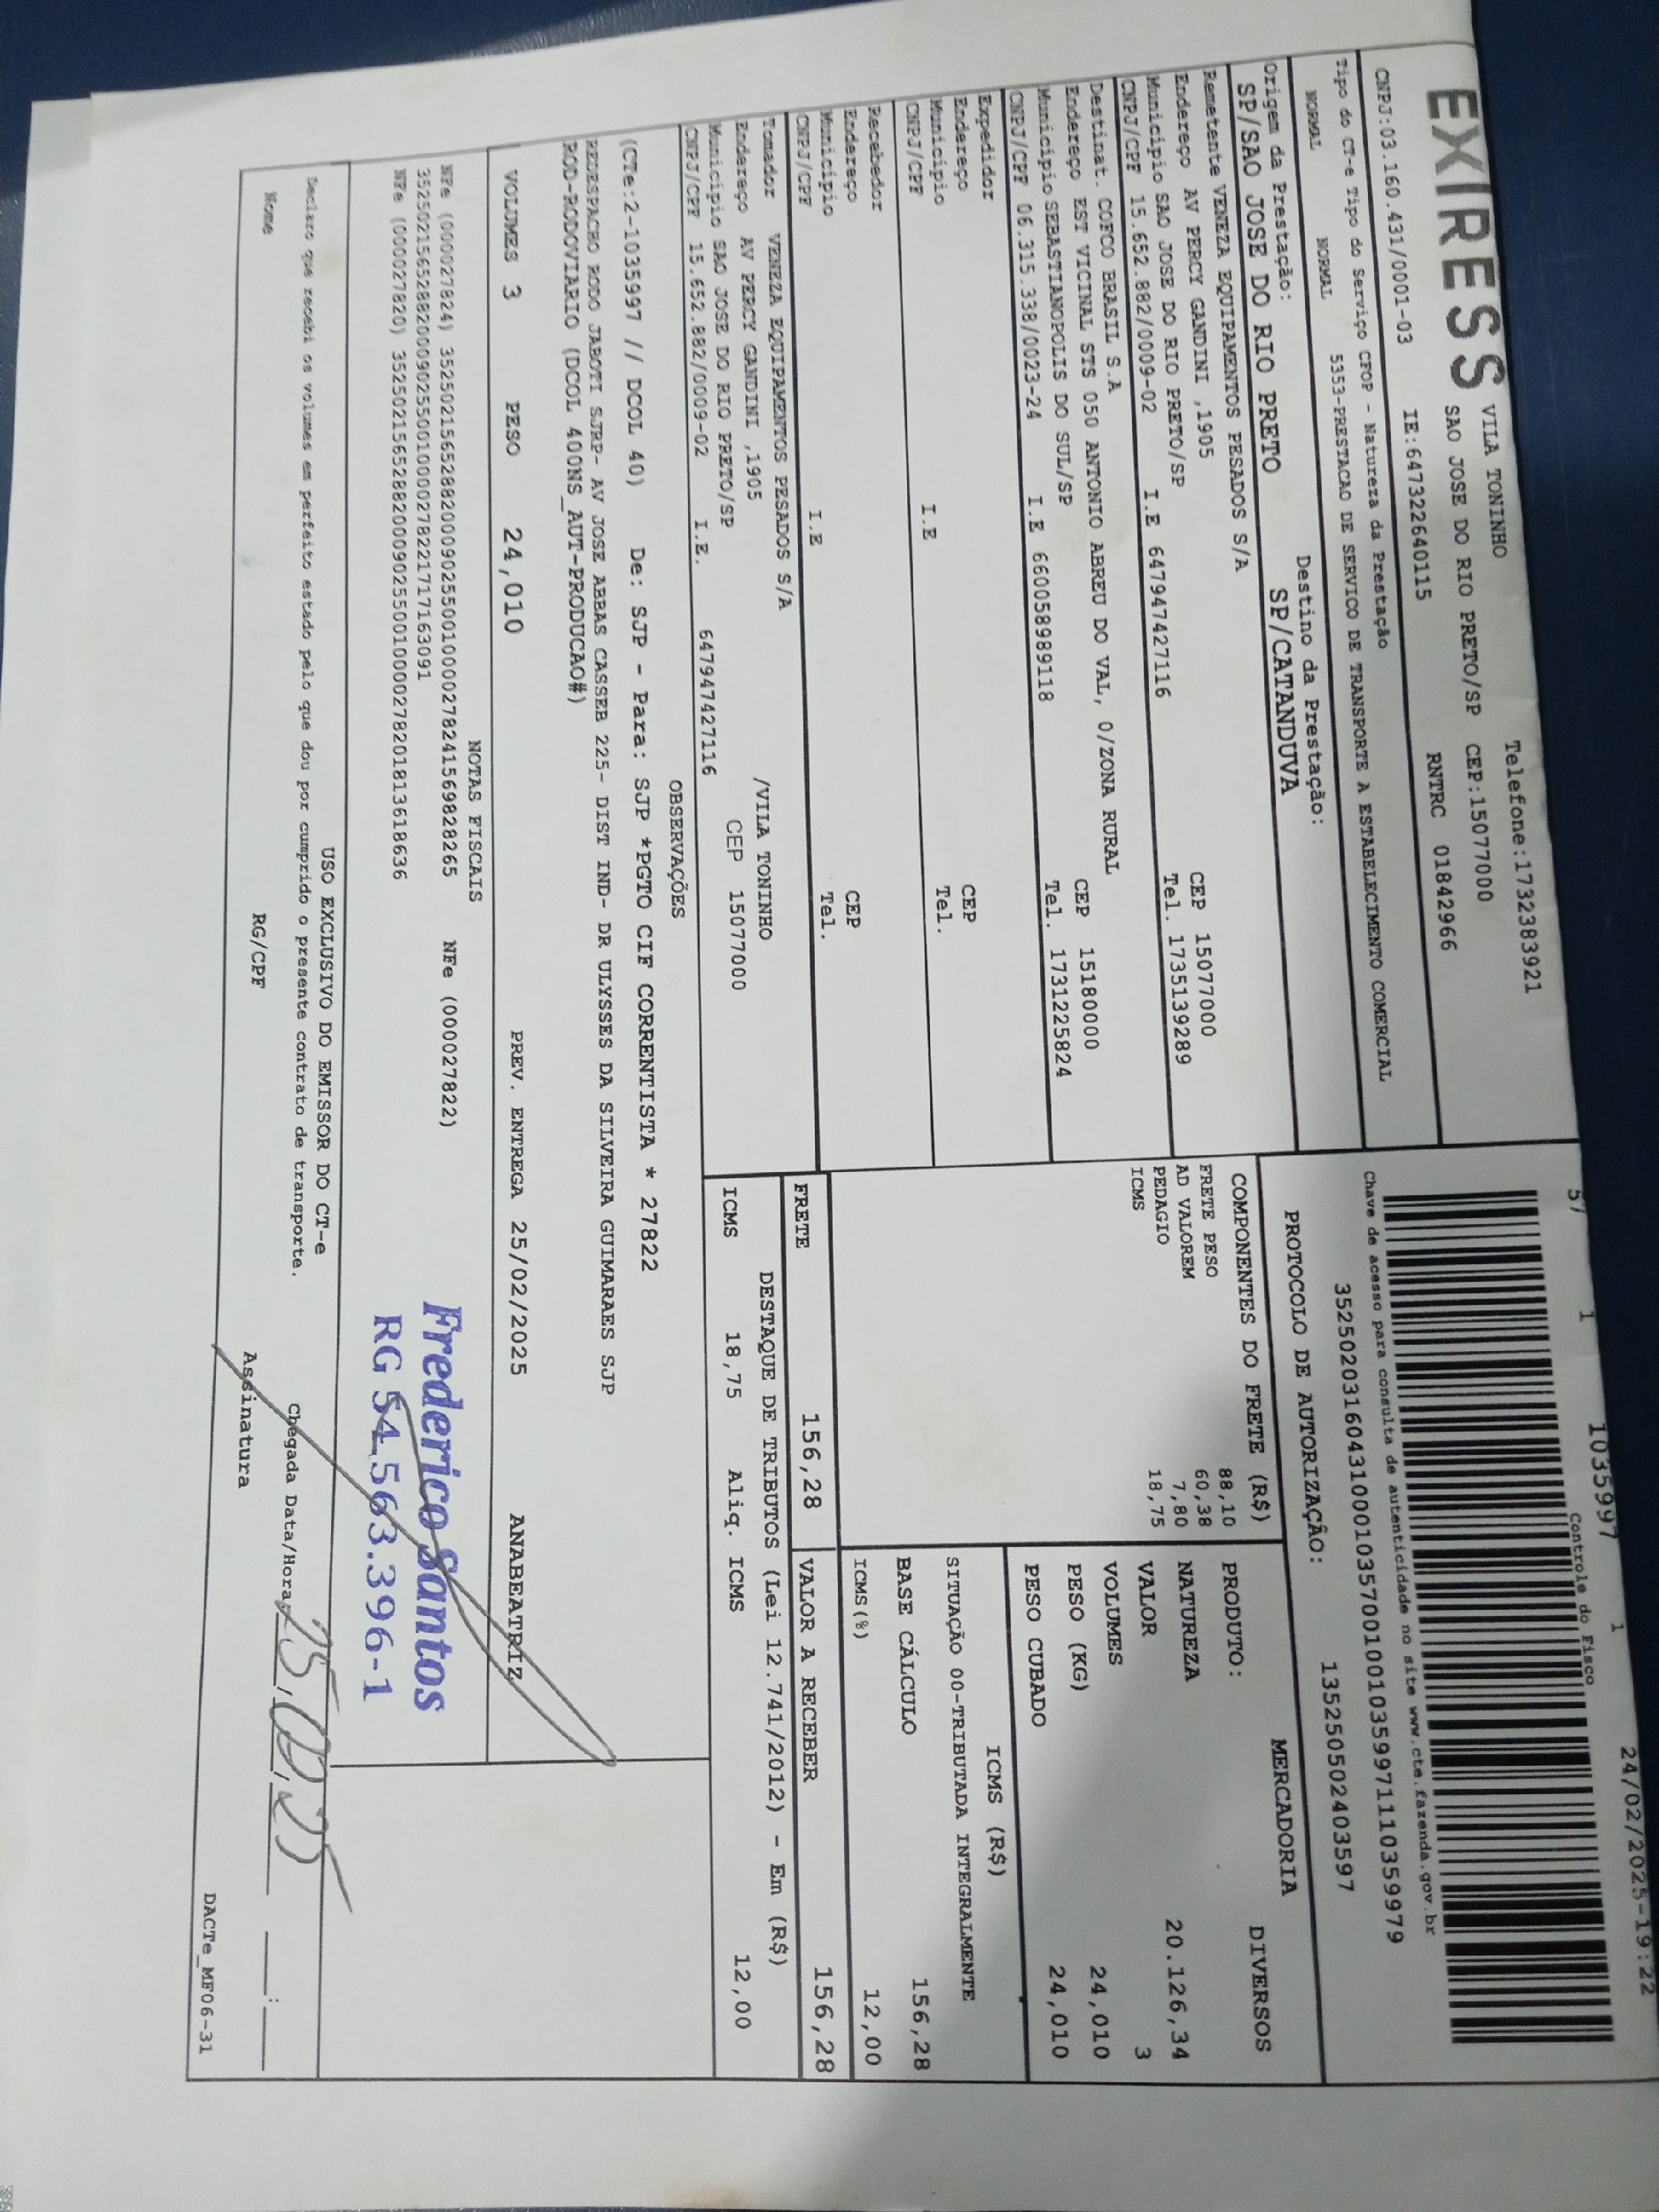 EXPRESS
VILA TONINHO Telefone:1732383921
SAO JOSE DO RIO PRETO/SP CEP:15077000
CNPJ:03.160.431/0001-03 IE:647322640115 RNTRC 01842966
57 1 1035997 1 24/02/2025-19:22
Controle do Fisco
Tipo do CT-e Tipo do Serviço CFOP - Natureza da Prestação
NORMAL NORMAL 5353-PRESTACAO DE SERVICO DE TRANSPORTE A ESTABELECIMENTO COMERCIAL
Chave de acesso para consulta de autenticidade no site www.cte.fazenda.gov.br
35250203160431000103570010010359971111035979
PROTOCOLO DE AUTORIZAÇÃO: 135250502403597
Origem da Prestação: Destino da Prestação:
SP/SAO JOSE DO RIO PRETO SP/CATANDUVA
Remetente VENEZA EQUIPAMENTOS PESADOS S/A
Endereço AV PERCY GANDINI ,1905 CEP 15077000
Município SAO JOSE DO RIO PRETO/SP Tel. 1735139289
CNPJ/CPF 15.652.882/0009-02 I.E 647947427116
Destinat. COFCO BRASIL S.A
Endereço EST VICINAL STS 050 ANTONIO ABREU DO VAL, 0/ZONA RURAL CEP 15180000
Município SEBASTIANOPOLIS DO SUL/SP Tel. 1731225824
CNPJ/CPF 06.315.338/0023-24 I.E 660058989118
Expedidor
Endereço CEP
Município Tel.
CNPJ/CPF I.E
Recebedor
Endereço CEP
Município Tel.
CNPJ/CPF I.E
Tomador VENEZA EQUIPAMENTOS PESADOS S/A
Endereço AV PERCY GANDINI ,1905 /VILA TONINHO
Município SAO JOSE DO RIO PRETO/SP CEP 15077000
CNPJ/CPF 15.652.882/0009-02 I.E. 647947427116
COMPONENTES DO FRETE (R$)
FRETE PESO 88,10
AD VALOREM 60,38
PEDAGIO 7,80
ICMS 18,75
MERCADORIA
PRODUTO: DIVERSOS
NATUREZA
VALOR 20.126,34
VOLUMES 3
PESO (KG) 24,010
PESO CUBADO 24,010
ICMS (R$)
SITUAÇÃO 00-TRIBUTADA INTEGRALMENTE
BASE CÁLCULO 156,28
ICMS(%) 12,00
FRETE 156,28 VALOR A RECEBER 156,28
DESTAQUE DE TRIBUTOS (Lei 12.741/2012) - Em (R$)
ICMS 18,75 Aliq. ICMS 12,00
OBSERVAÇÕES
(CTe:2-1035997 // DCOL 40) De: SJP - Para: SJP *PGTO CIF CORRENTISTA * 27822
REDESPACHO RODO JABOTI SJRP- AV JOSE ABBAS CASSEB 225- DIST IND- DR ULYSSES DA SILVEIRA GUIMARAES SJP
ROD-RODOVIARIO (DCOL 400NS_AUT-PRODUCAO#)
VOLUMES 3 PESO 24,010 PREV. ENTREGA 25/02/2025 ANABEATRIZ
NOTAS FISCAIS
NFe (000027824) 35250215652882000902550010000278241569828265 NFe (000027822)
35250215652882000902550010000278221717163091
NFe (000027820) 35250215652882000902550010000278201813618636
Frederico Santos
RG 54.563.396-1
USO EXCLUSIVO DO EMISSOR DO CT-e
Declaro que recebi os volumes em perfeito estado pelo que dou por cumprido o presente contrato de transporte.
Chegada Data/Hora 25/02/25 ___:___
Nome RG/CPF Assinatura
DACTe_MF06-31